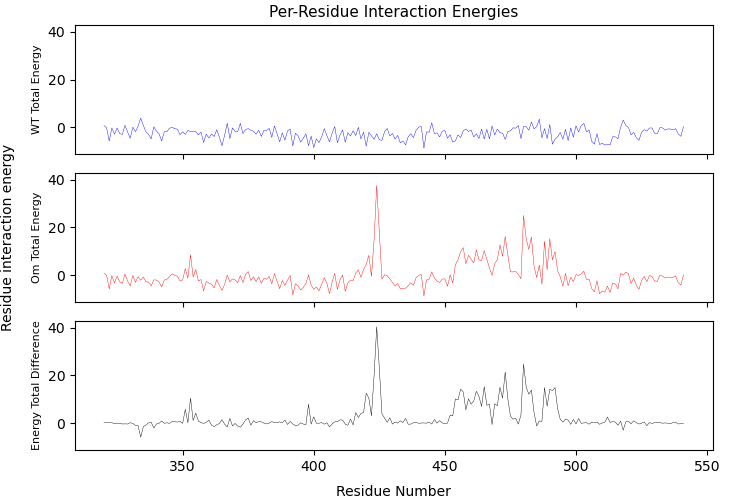 Per-Residue Interaction Energies
Residue interaction energy
WT Total Energy
40
20
0
Om Total Energy
40
20
0
Energy Total Difference
40
20
0
350 400 450 500 550
Residue Number